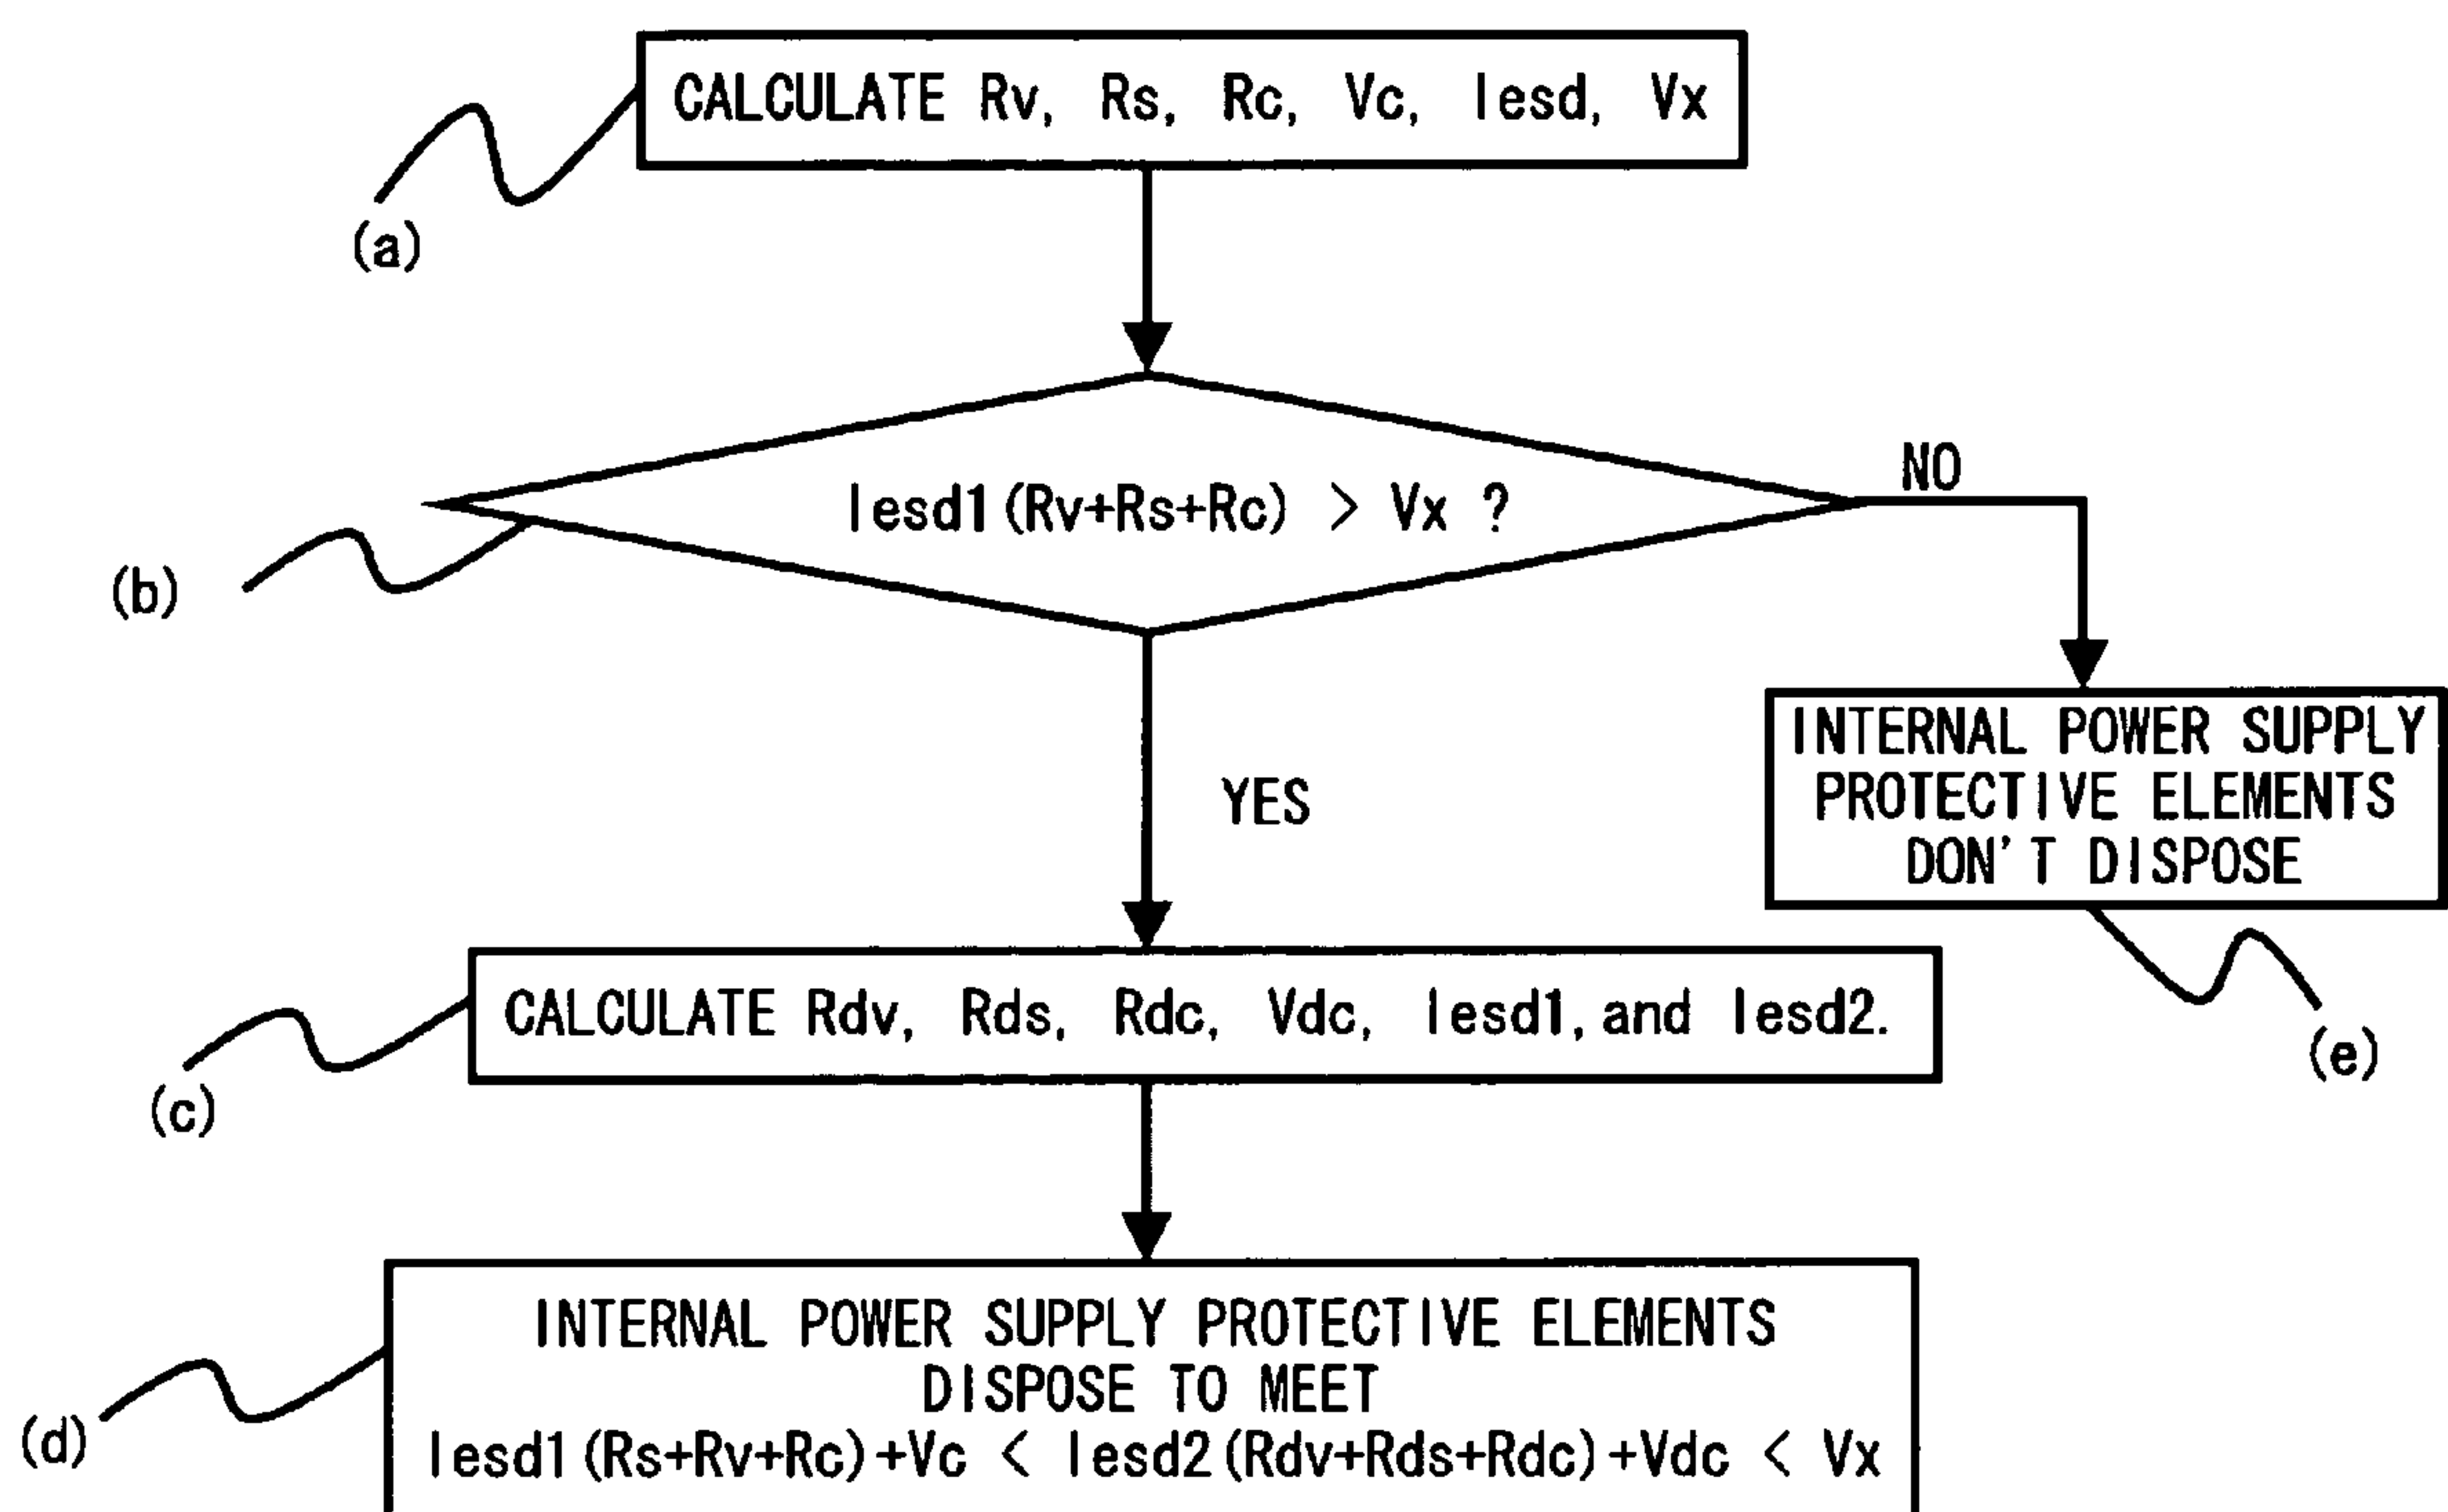 CALCULATE Rv, Rs, Rc, Vc, Iesd, Vx
(a)
Iesd1(Rv+Rs+Rc) > Vx ?
NO
(b)
YES
INTERNAL POWER SUPPLY
PROTECTIVE ELEMENTS
DON'T DISPOSE
(e)
CALCULATE Rdv, Rds, Rdc, Vdc, Iesd1, and Iesd2.
(c)
INTERNAL POWER SUPPLY PROTECTIVE ELEMENTS
DISPOSE TO MEET
Iesd1(Rs+Rv+Rc)+Vc < Iesd2(Rdv+Rds+Rdc)+Vdc < Vx
(d)